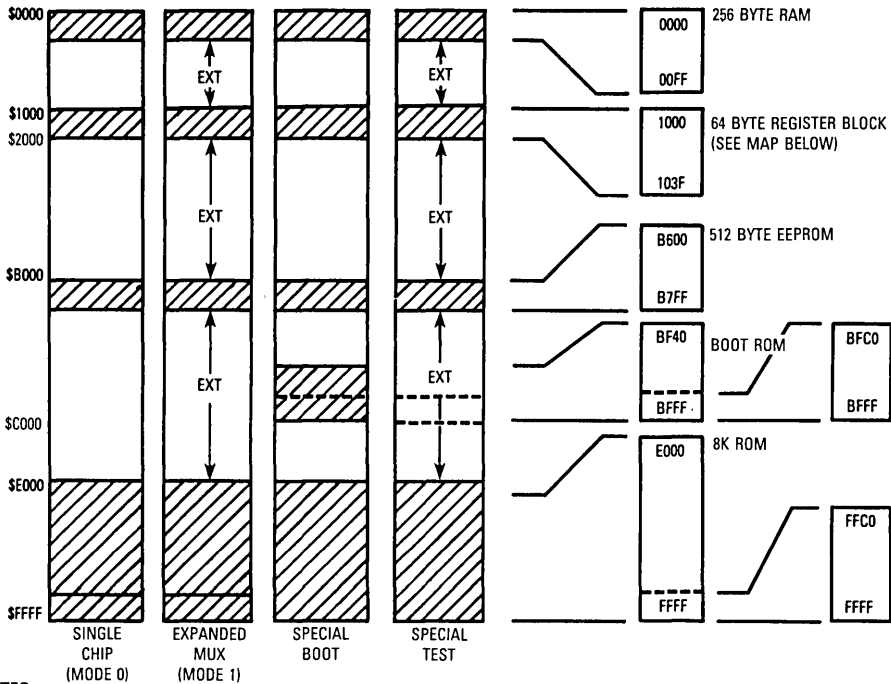 $0000
$1000
$2000
$B000
$C000
$E000
$FFFF
EXT
EXT
EXT
EXT
EXT
EXT
SINGLE
CHIP
(MODE 0)
EXPANDED
MUX
(MODE 1)
SPECIAL
BOOT
SPECIAL
TEST
0000
00FF
256 BYTE RAM
1000
103F
64 BYTE REGISTER BLOCK
(SEE MAP BELOW)
B600
B7FF
512 BYTE EEPROM
BF40
BFFF
BOOT ROM
BFC0
BFFF
E000
FFFF
8K ROM
FFC0
FFFF